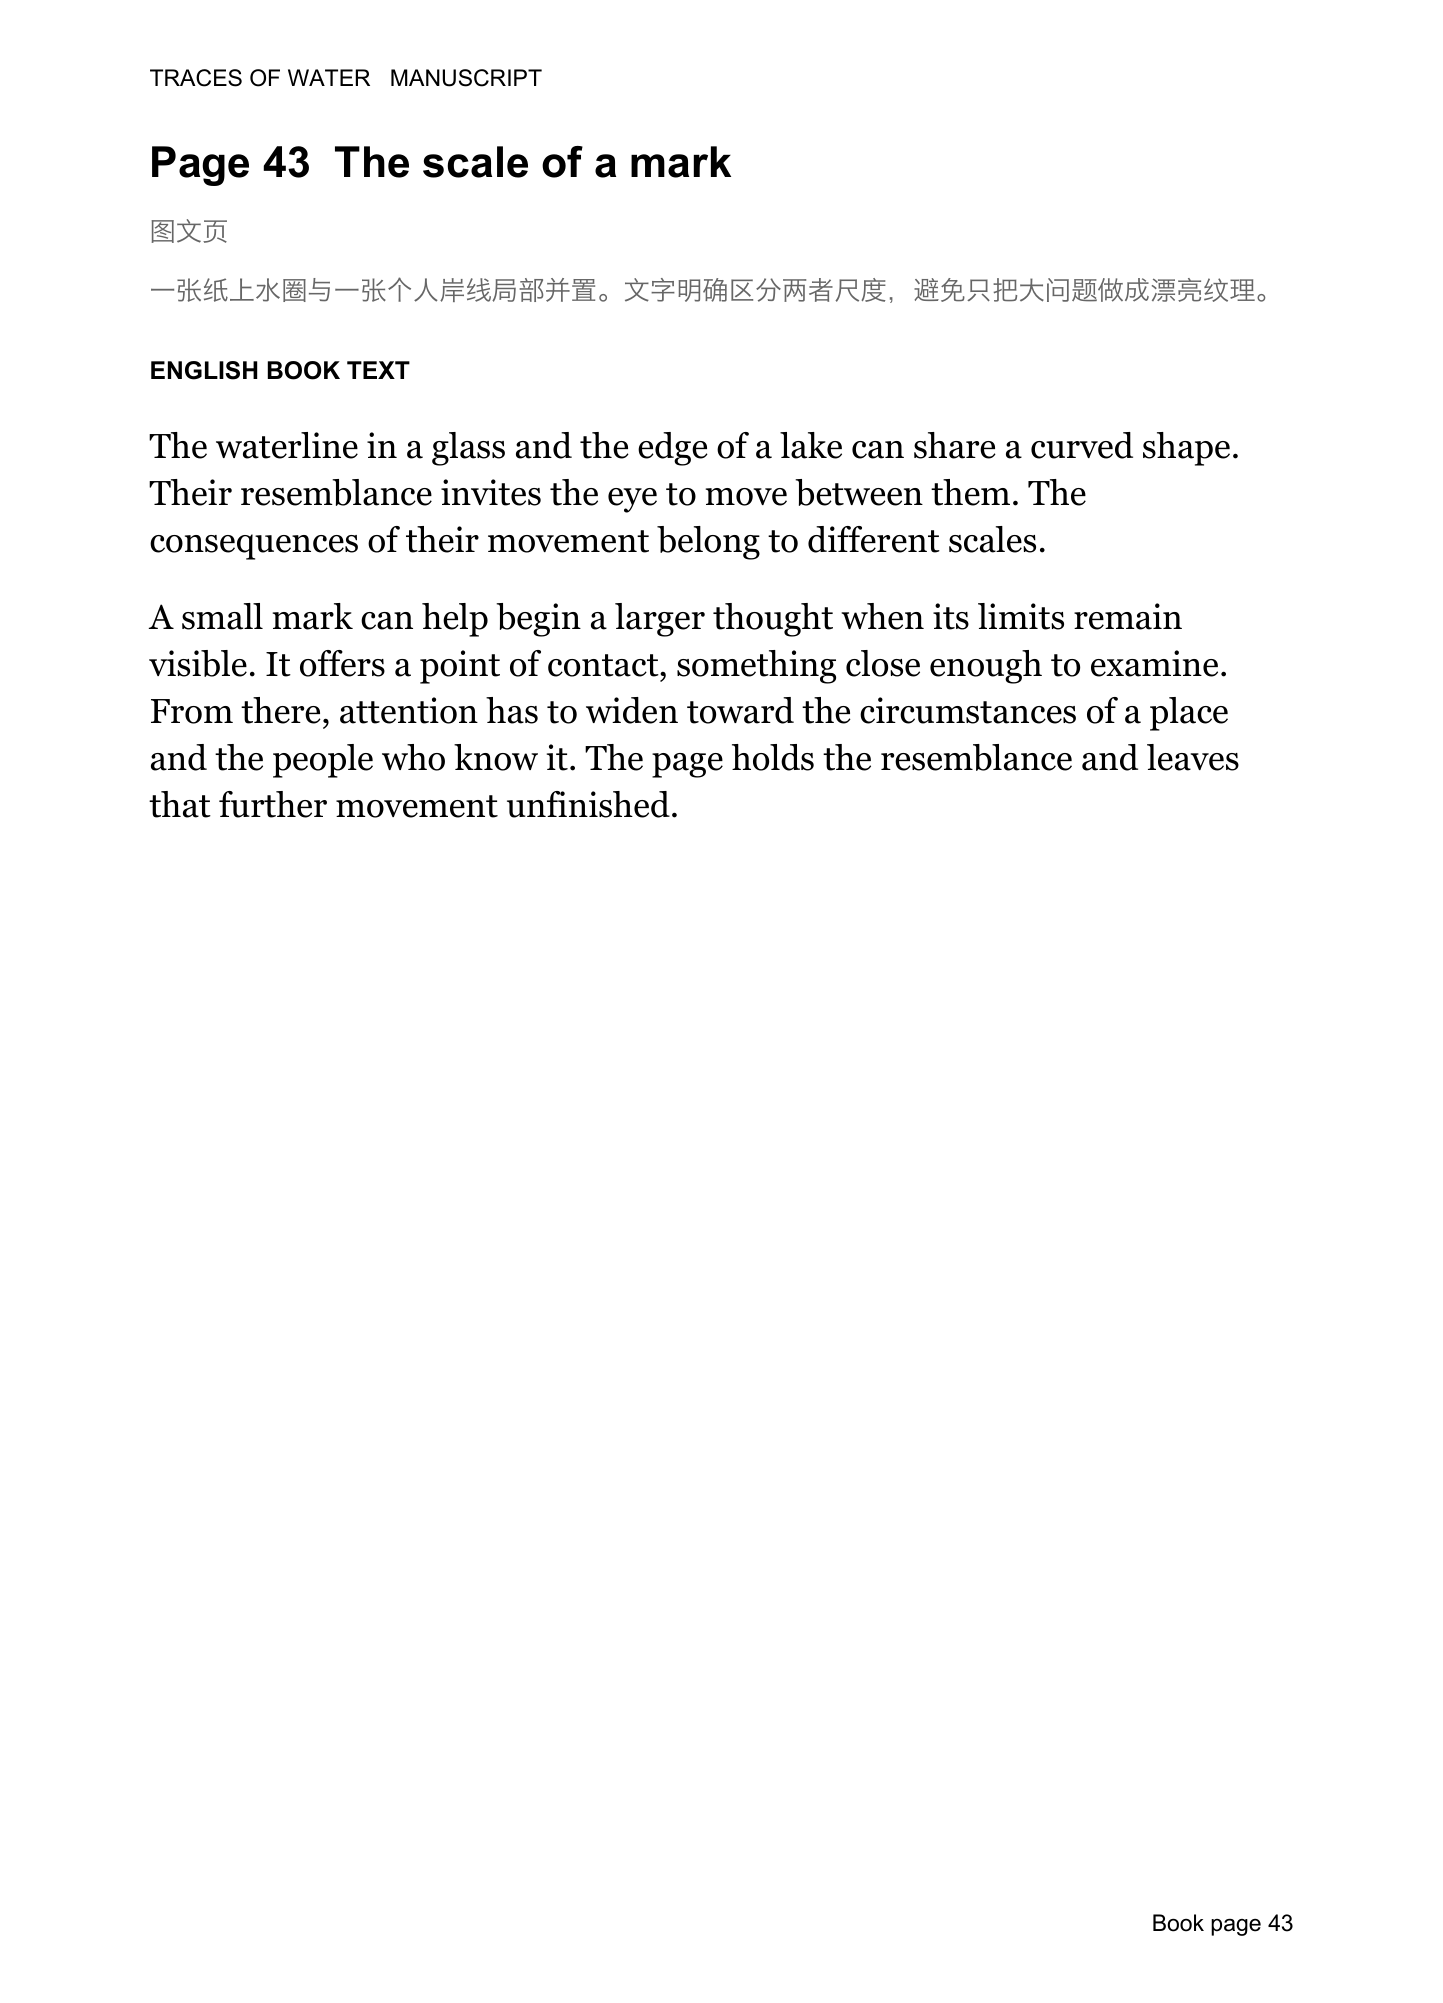 TRACES OF WATER MANUSCRIPT
Page 43 The scale of a mark
图文页
一张纸上水圈与一张个人岸线局部并置。文字明确区分两者尺度，避免只把大问题做成漂亮纹理。
ENGLISH BOOK TEXT
The waterline in a glass and the edge of a lake can share a curved shape.
Their resemblance invites the eye to move between them. The
consequences of their movement belong to different scales.
A small mark can help begin a larger thought when its limits remain
visible. It offers a point of contact, something close enough to examine.
From there, attention has to widen toward the circumstances of a place
and the people who know it. The page holds the resemblance and leaves
that further movement unfinished.
Book page 43